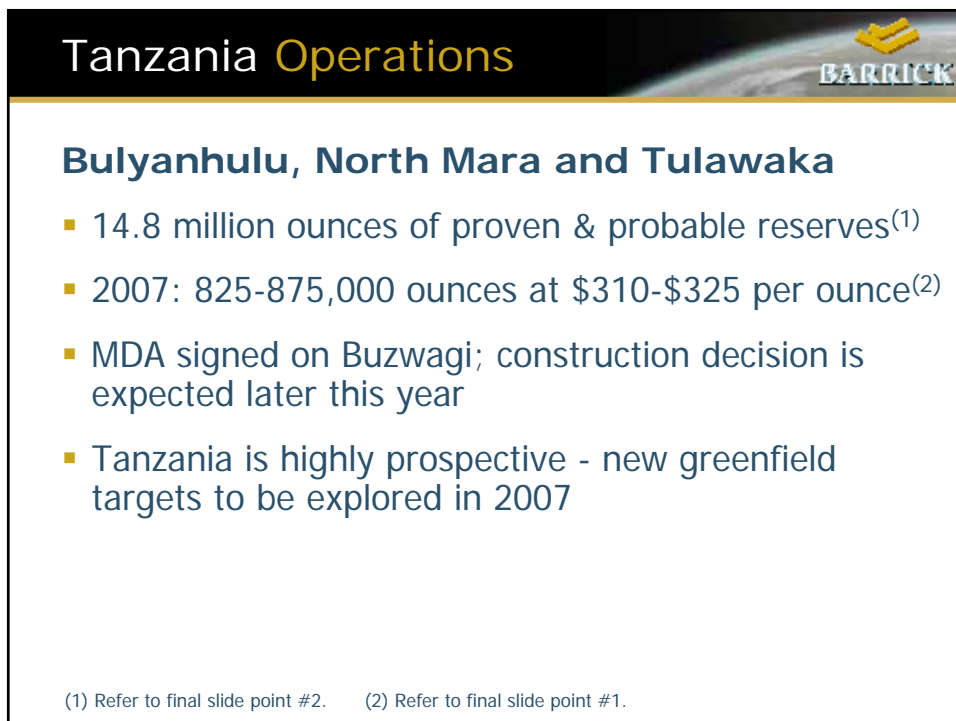 Tanzania Operations
BARRICK
Bulyanhulu, North Mara and Tulawaka
▪ 14.8 million ounces of proven & probable reserves(1)
▪ 2007: 825-875,000 ounces at $310-$325 per ounce(2)
▪ MDA signed on Buzwagi; construction decision is
expected later this year
▪ Tanzania is highly prospective - new greenfield
targets to be explored in 2007
(1) Refer to final slide point #2. (2) Refer to final slide point #1.